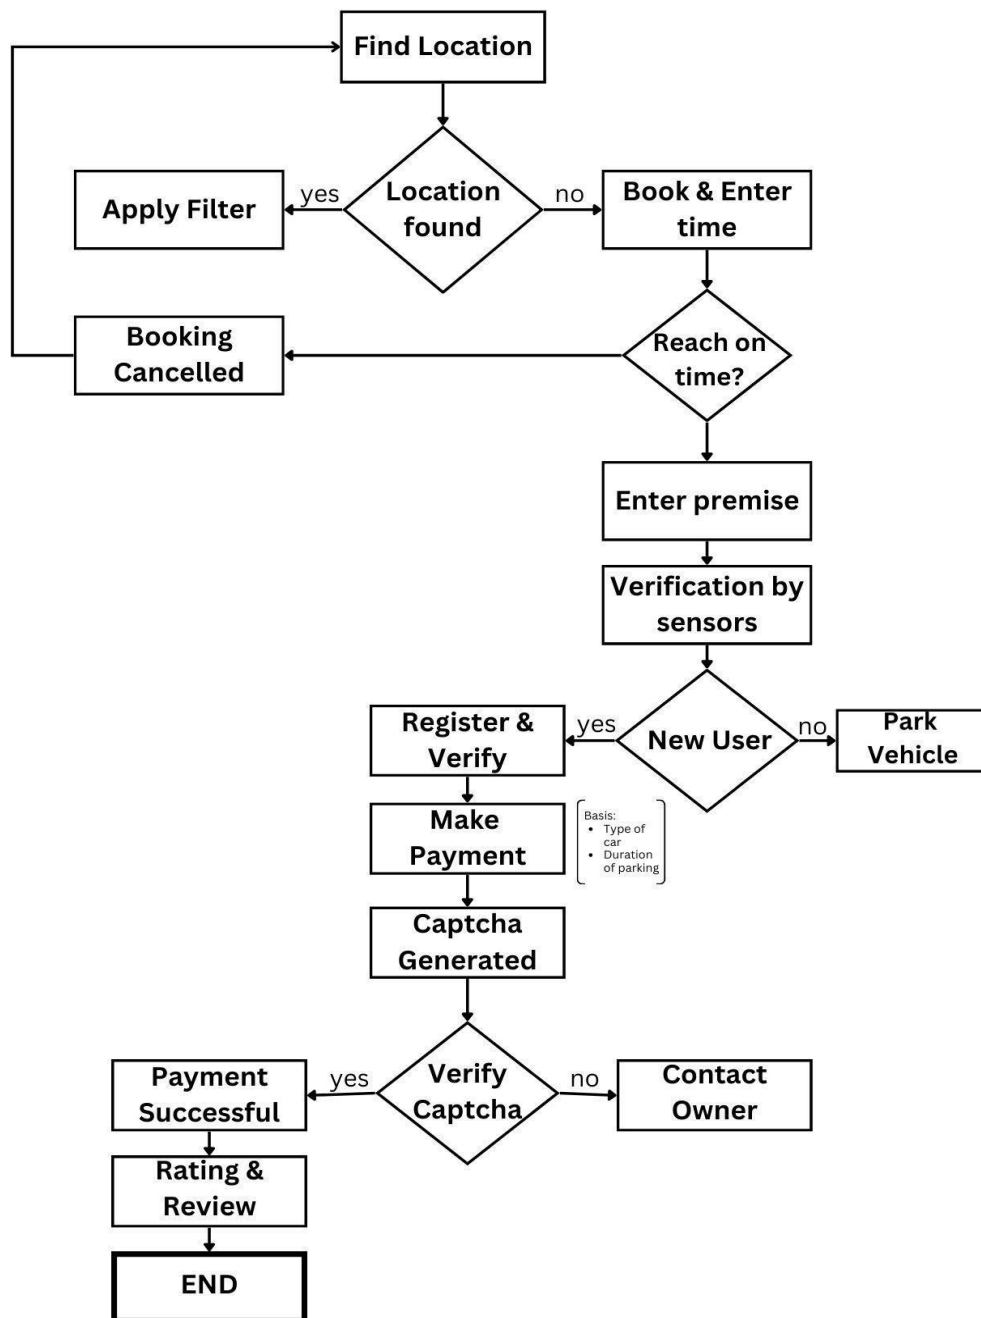 Find Location
yes
Location
found
no
Apply Filter
Book & Enter
time
Booking
Cancelled
Reach on
time?
Enter premise
Verification by
sensors
Register &
Verify
yes
New User
no
Park
Vehicle
Make
Payment
Basis:
• Type of
car
• Duration
of parking
Captcha
Generated
Payment
Successful
yes
Verify
Captcha
no
Contact
Owner
Rating &
Review
END